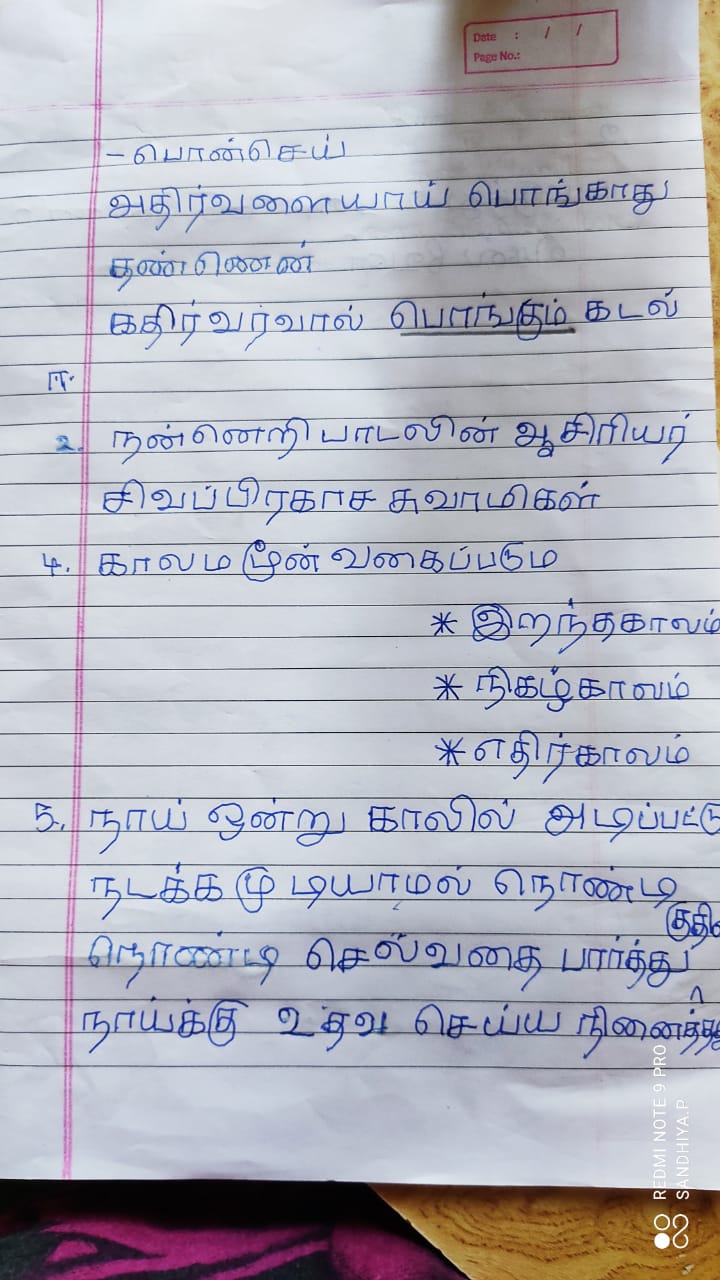 Date : / /
Page No.:
- பொன்செய்
அதிர்வளையாய் பொங்காது
தண்ணென்
கதிர்வரவால் பொங்கும் கடல்
II.
2. நன்னெறி பாடலின் ஆசிரியர்
சிவப்பிரகாச சுவாமிகள்
4. காலம மூன் வகைப்படும
* இறந்தகாலம்
* நிகழ்காலம்
* எதிர்காலம்
5. நாய் ஒன்று காலில் அடிப்பட்டு
நடக்க முடியாமல் நொண்டி
நொண்டி செல்வதை பார்த்து
நாய்க்கு உதவ செய்ய
REDMI NOTE 9 PRO
SANDHIYA.P